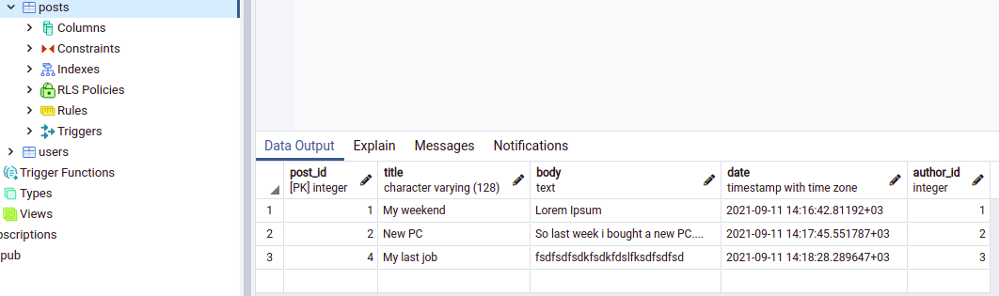 posts
Columns
Constraints
Indexes
RLS Policies
Rules
Triggers
users
Trigger Functions
Types
Views
bscriptions
pub
Data Output Explain Messages Notifications
post_id title body date author_id
[PK] integer character varying (128) text timestamp with time zone integer
1 1 My weekend Lorem Ipsum 2021-09-11 14:16:42.81192+03 1
2 2 New PC So last week i bought a new PC.... 2021-09-11 14:17:45.551787+03 2
3 4 My last job fsdfsdfsdkfsdkfdslfksdfsdfsd 2021-09-11 14:18:28.289647+03 3